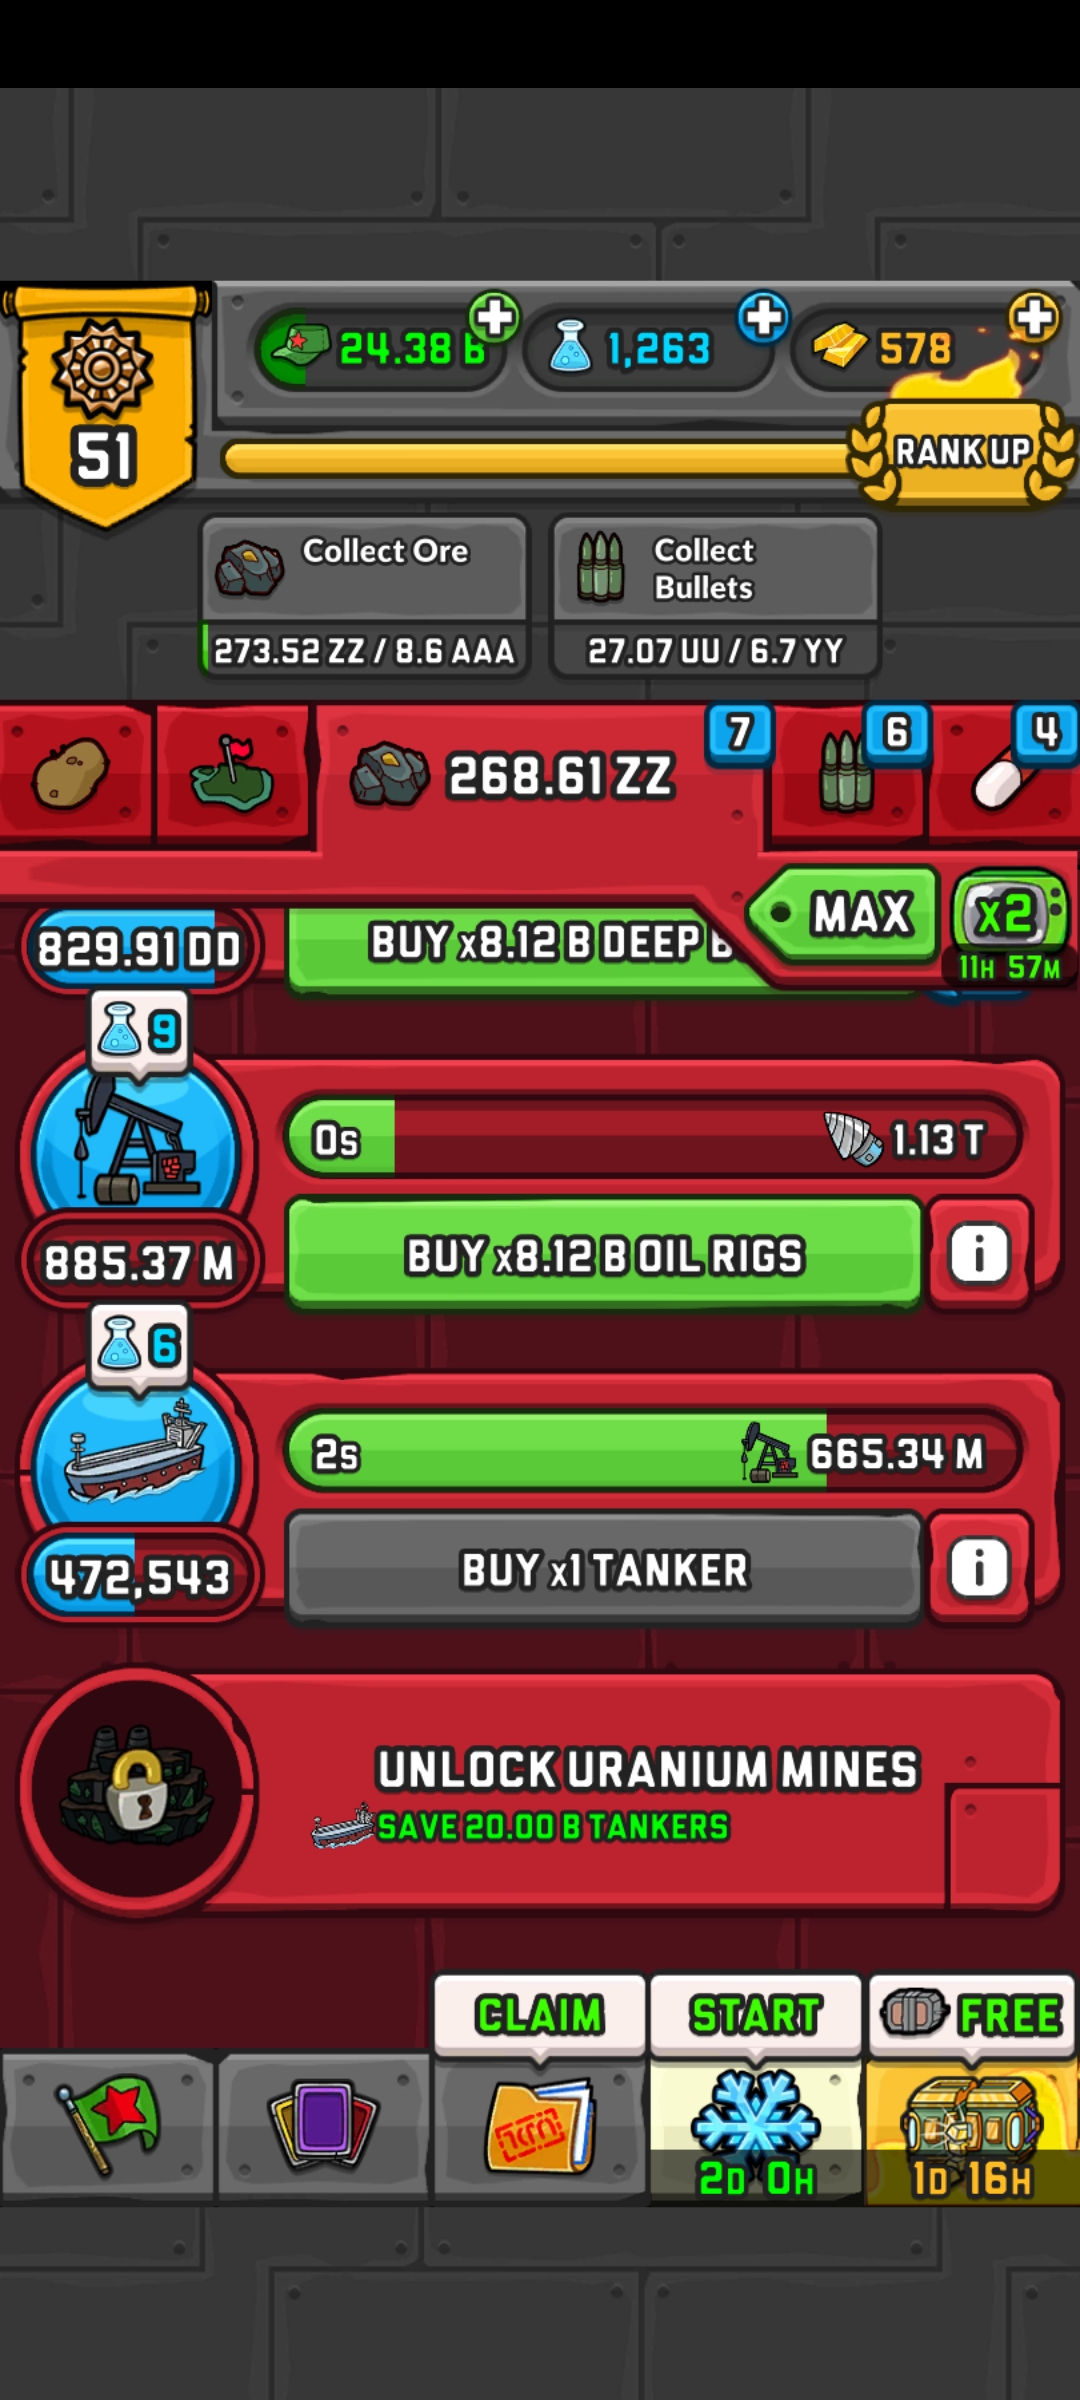 24.38 B
1,263
578
51
RANK UP
Collect Ore
Collect
Bullets
273.52 ZZ / 8.6 AAA
27.07 UU / 6.7 YY
268.61 ZZ
7
6
4
MAX
x2
11H 57M
829.91 DD
BUY x8.12 B DEEP
9
0s
1.13 T
885.37 M
BUY x8.12 B OIL RIGS
i
6
2s
665.34 M
472,543
BUY x1 TANKER
i
UNLOCK URANIUM MINES
SAVE 20.00 B TANKERS
CLAIM
START
FREE
2D 0H
1D 16H